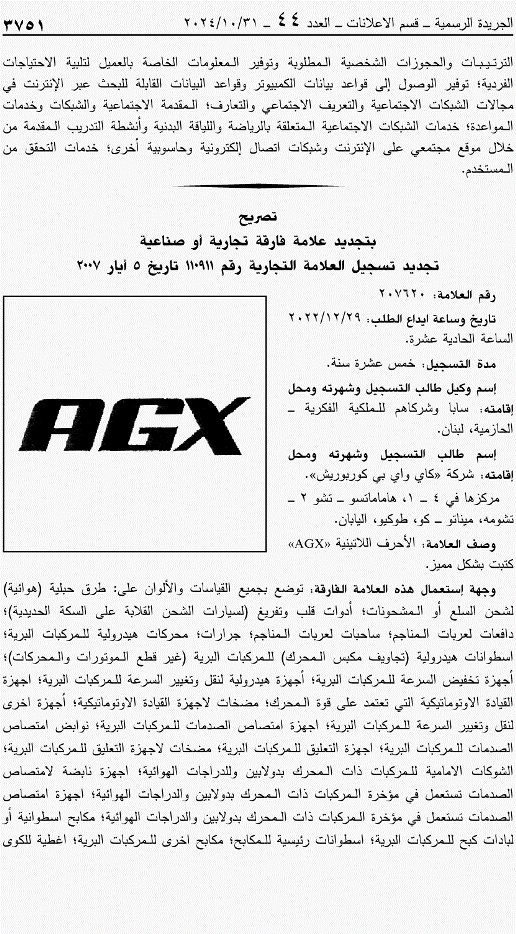 الجريدة الرسمية ــ قسم الاعلانات ــ العدد ٤٤ ــ ٢٠٢٤/١٠/٣١ ٣٧٥١
الترتيبات والحجوزات الشخصية المطلوبة وتوفير المعلومات الخاصة بالعميل لتلبية الاحتياجات
الفردية؛ توفير الوصول إلى قواعد بيانات الكمبيوتر وقواعد البيانات القابلة للبحث عبر الإنترنت في
مجالات الشبكات الاجتماعية والتعريف الاجتماعي والتعارف؛ المقدمة الاجتماعية والشبكات وخدمات
المواعدة؛ خدمات الشبكات الاجتماعية المتعلقة بالرياضة واللياقة البدنية وأنشطة التدريب المقدمة من
خلال موقع مجتمعي على الإنترنت وشبكات اتصال إلكترونية وحاسوبية أخرى؛ خدمات التحقق من
المستخدم.
تصريح
بتجديد علامة فارقة تجارية أو صناعية
تجديد تسجيل العلامة التجارية رقم ١١٠٩١١ تاريخ ٥ أيار ٢٠٠٧
رقم العلامة: ٢٠٧٦٢٠
تاريخ وساعة ايداع الطلب: ٢٠٢٢/١٢/٢٩
الساعة الحادية عشرة.
مدة التسجيل: خمس عشرة سنة.
إسم وكيل طالب التسجيل وشهرته ومحل
إقامته: سابا وشركاهم للملكية الفكرية ــ
الحازمية، لبنان.
إسم طالب التسجيل وشهرته ومحل
إقامته: شركة «كاي واي بي كوربوريش».
مركزها في ٤ ــ ١، هاماماتسو ــ تشو ٢ ــ
تشومه، ميناتو ــ كو، طوكيو، اليابان.
وصف العلامة: الأحرف اللاتينية «AGX»
كتبت بشكل مميز.
AGX
وجهة إستعمال هذه العلامة الفارقة: توضع بجميع القياسات والألوان على: طرق حبلية (هوائية)
لشحن السلع أو المشحونات؛ أدوات قلب وتفريغ (لسيارات الشحن القلابة على السكة الحديدية)؛
دافعات لعربات المناجم؛ ساحبات لعربات المناجم؛ جرارات؛ محركات هيدرولية للمركبات البرية؛
اسطوانات هيدرولية (تجاويف مكبس المحرك) للمركبات البرية (غير قطع الموتورات والمحركات)؛
أجهزة تخفيض السرعة للمركبات البرية؛ أجهزة هيدرولية لنقل وتغيير السرعة للمركبات البرية؛ اجهزة
القيادة الاوتوماتيكية التي تعتمد على قوة المحرك؛ مضخات لاجهزة القيادة الاوتوماتيكية؛ أجهزة اخرى
لنقل وتغيير السرعة للمركبات البرية؛ اجهزة امتصاص الصدمات للمركبات البرية؛ نوابض امتصاص
الصدمات للمركبات البرية؛ اجهزة التعليق للمركبات البرية؛ مضخات لاجهزة التعليق للمركبات البرية؛
الشوكات الامامية للمركبات ذات المحرك بدولابين وللدراجات الهوائية؛ اجهزة نابضة لامتصاص
الصدمات تستعمل في مؤخرة المركبات ذات المحرك بدولابين والدراجات الهوائية؛ اجهزة امتصاص
الصدمات تستعمل في مؤخرة المركبات ذات المحرك بدولابين والدراجات الهوائية؛ مكابح اسطوانية أو
لبادات كبح للمركبات البرية؛ اسطوانات رئيسية للمكابح؛ مكابح اخرى للمركبات البرية؛ اغطية للكوى